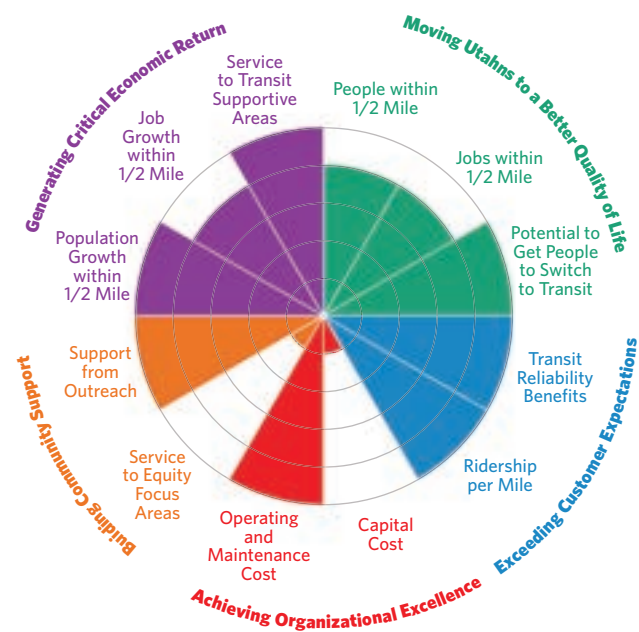 Generating Critical Economic Return
Moving Utahns to a Better Quality of Life
Service
to Transit
Supportive
Areas
People within
1/2 Mile
Job
Growth
within
1/2 Mile
Jobs within
1/2 Mile
Population
Growth
within
1/2 Mile
Potential to
Get People
to Switch
to Transit
Support
from
Outreach
Transit
Reliability
Benefits
Service
to Equity
Focus
Areas
Ridership
per Mile
Operating
and
Maintenance
Cost
Capital
Cost
Buiding Community Support
Exceeding Customer Expectations
Achieving Organizational Excellence